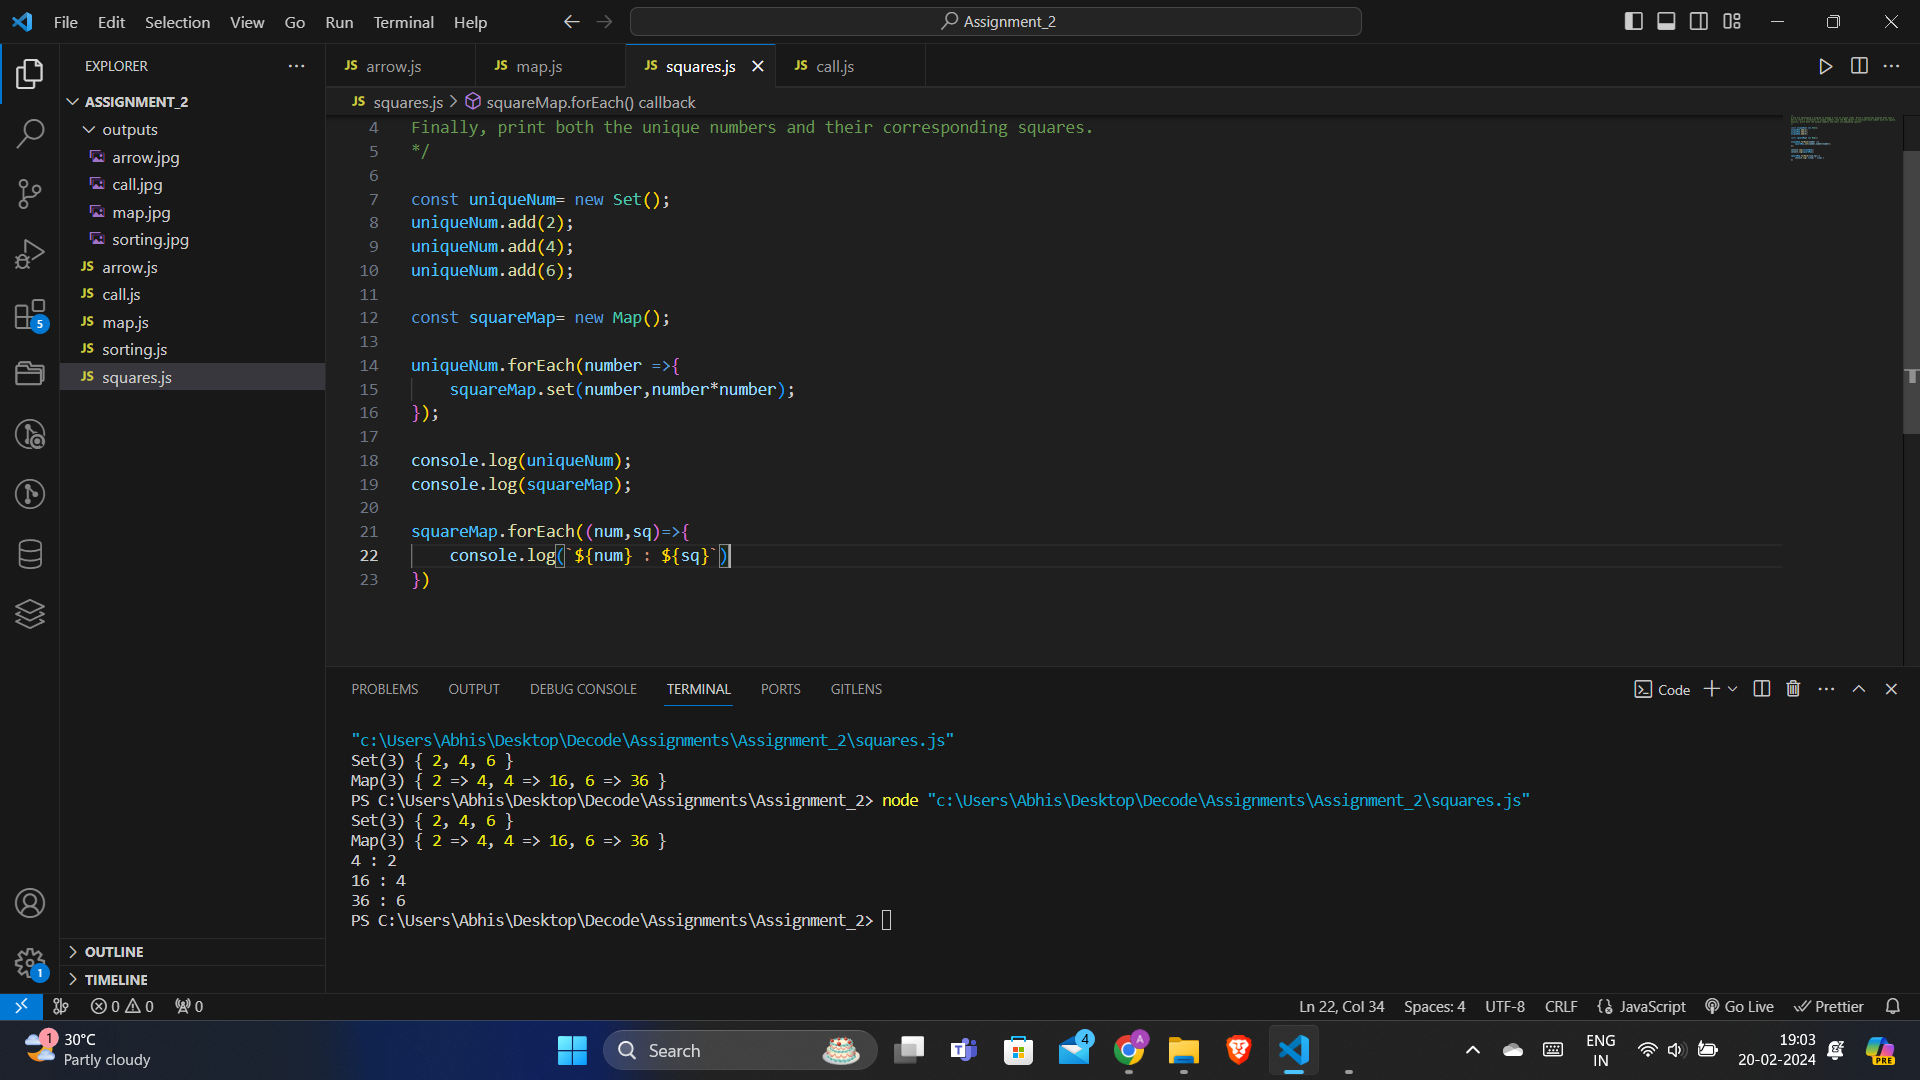 File Edit Selection View Go Run Terminal Help
Assignment_2
EXPLORER
ASSIGNMENT_2
outputs
arrow.jpg
call.jpg
map.jpg
sorting.jpg
JS arrow.js
JS call.js
JS map.js
JS sorting.js
JS squares.js
5
OUTLINE
TIMELINE
1
JS arrow.js JS map.js JS squares.js JS call.js
JS squares.js > squareMap.forEach() callback
4 Finally, print both the unique numbers and their corresponding squares.
5 */
6
7 const uniqueNum= new Set();
8 uniqueNum.add(2);
9 uniqueNum.add(4);
10 uniqueNum.add(6);
11
12 const squareMap= new Map();
13
14 uniqueNum.forEach(number =>{
15 squareMap.set(number,number*number);
16 });
17
18 console.log(uniqueNum);
19 console.log(squareMap);
20
21 squareMap.forEach((num,sq)=>{
22 console.log(`${num} : ${sq}`)
23 })
PROBLEMS OUTPUT DEBUG CONSOLE TERMINAL PORTS GITLENS
Code
"c:\Users\Abhis\Desktop\Decode\Assignments\Assignment_2\squares.js"
Set(3) { 2, 4, 6 }
Map(3) { 2 => 4, 4 => 16, 6 => 36 }
PS C:\Users\Abhis\Desktop\Decode\Assignments\Assignment_2> node "c:\Users\Abhis\Desktop\Decode\Assignments\Assignment_2\squares.js"
Set(3) { 2, 4, 6 }
Map(3) { 2 => 4, 4 => 16, 6 => 36 }
4 : 2
16 : 4
36 : 6
PS C:\Users\Abhis\Desktop\Decode\Assignments\Assignment_2>
0 0 0
Ln 22, Col 34 Spaces: 4 UTF-8 CRLF {} JavaScript Go Live Prettier
1
30°C
Partly cloudy
Search
4
A
ENG
IN
19:03
20-02-2024
PRE